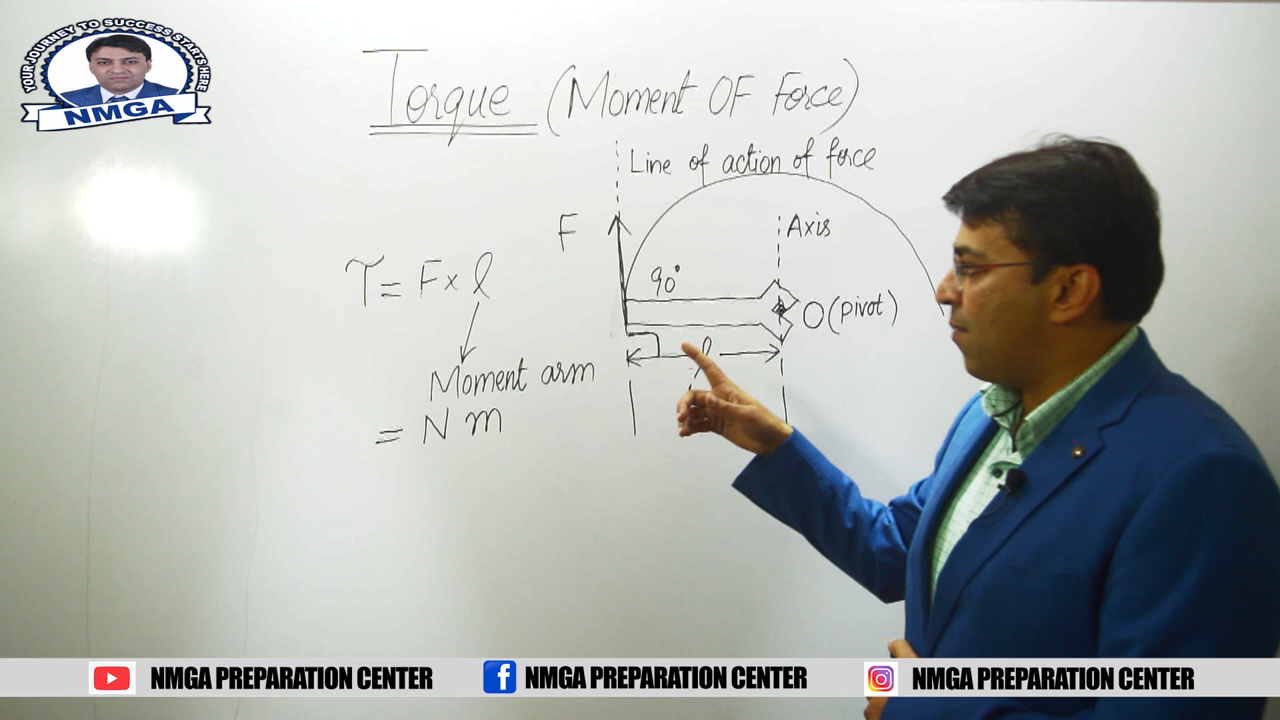 YOUR JOURNEY TO SUCCESS STARTS HERE
NMGA
Torque (Moment OF Force)
Line of action of force
F
Axis
90°
τ = F × l
O (pivot)
l
Moment arm
= N m
NMGA PREPARATION CENTER
NMGA PREPARATION CENTER
NMGA PREPARATION CENTER